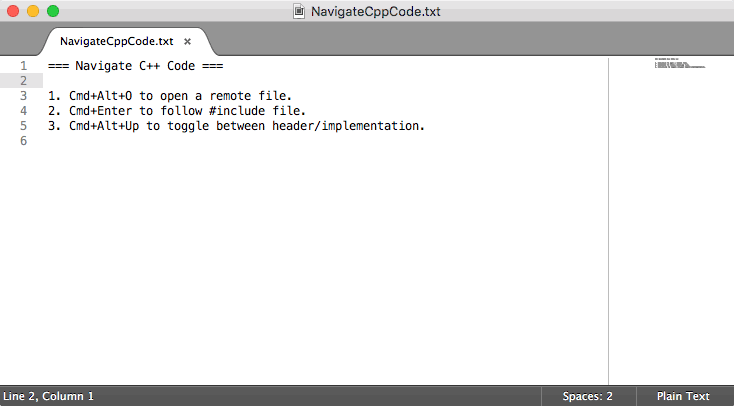 NavigateCppCode.txt
NavigateCppCode.txt ×
1 === Navigate C++ Code ===
2
3 1. Cmd+Alt+O to open a remote file.
4 2. Cmd+Enter to follow #include file.
5 3. Cmd+Alt+Up to toggle between header/implementation.
6
Line 2, Column 1 Spaces: 2 Plain Text